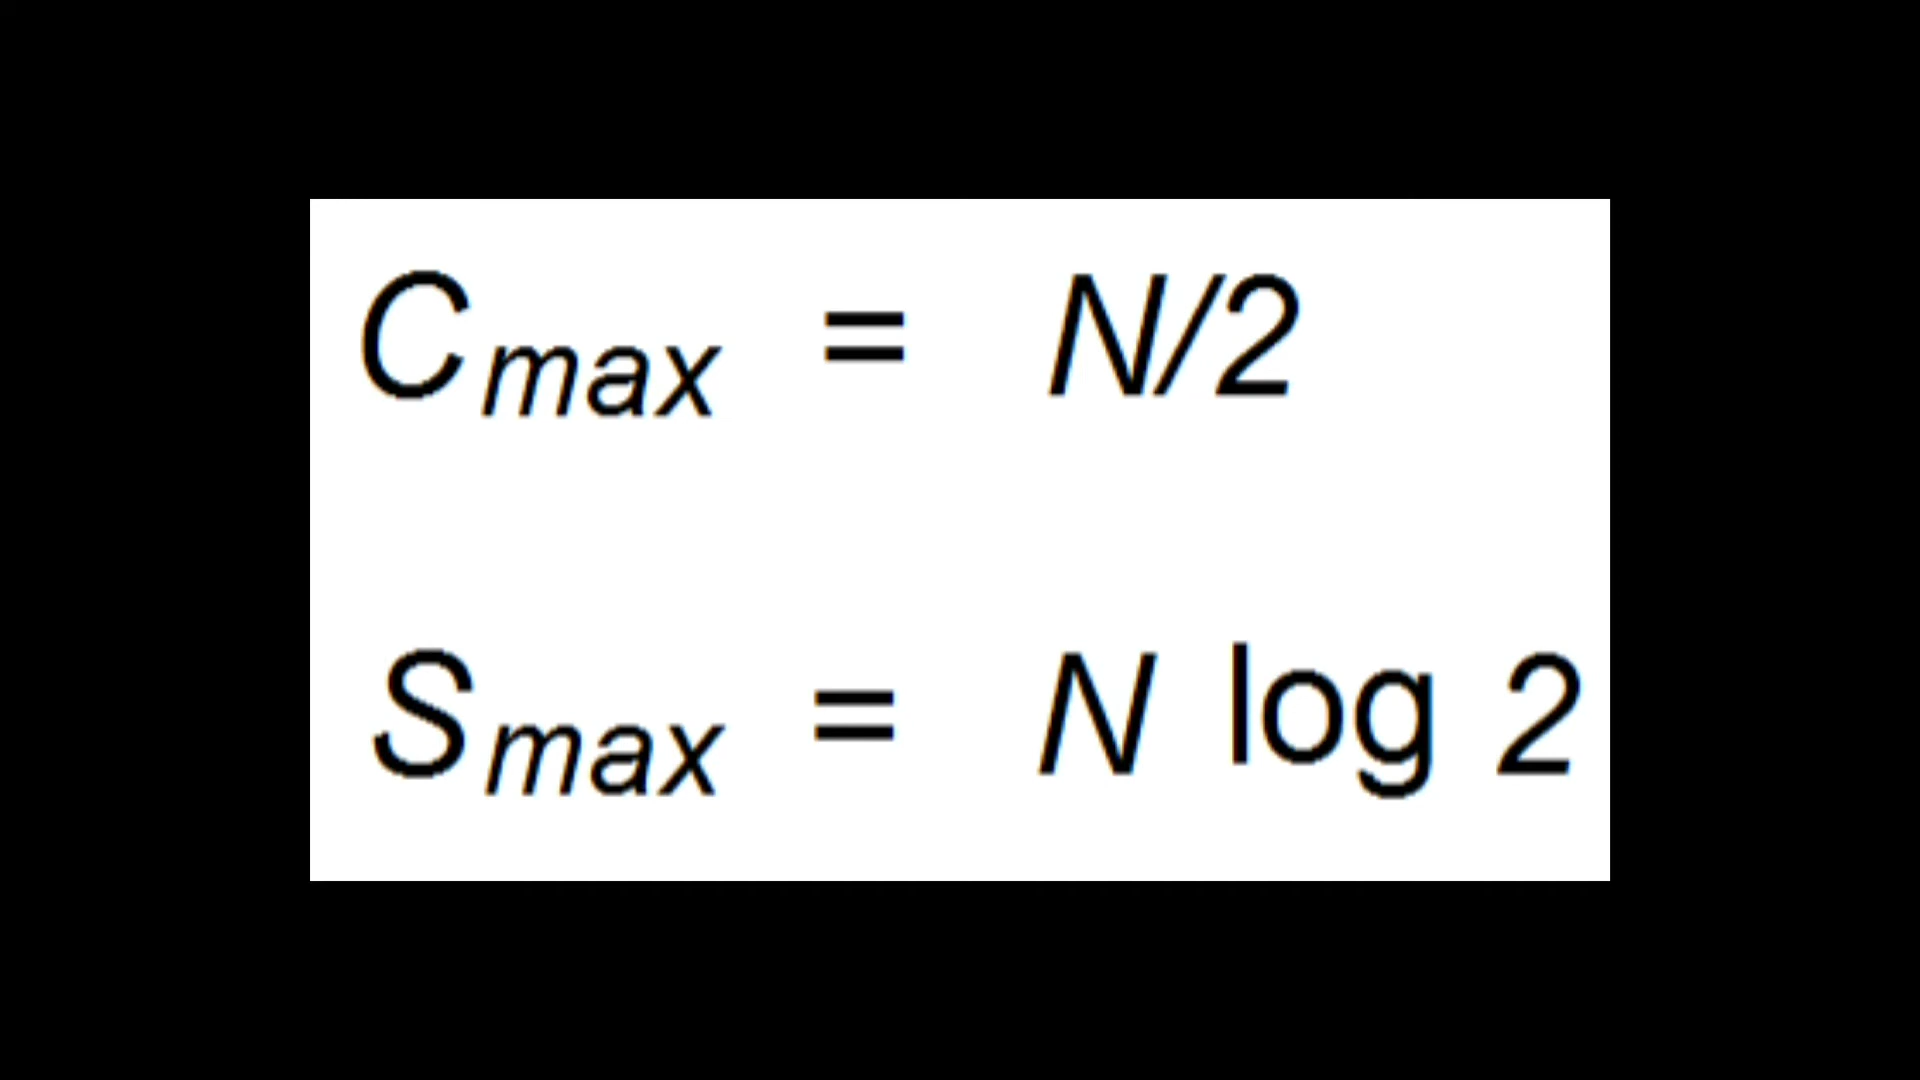 Cmax = N/2
Smax = N log 2